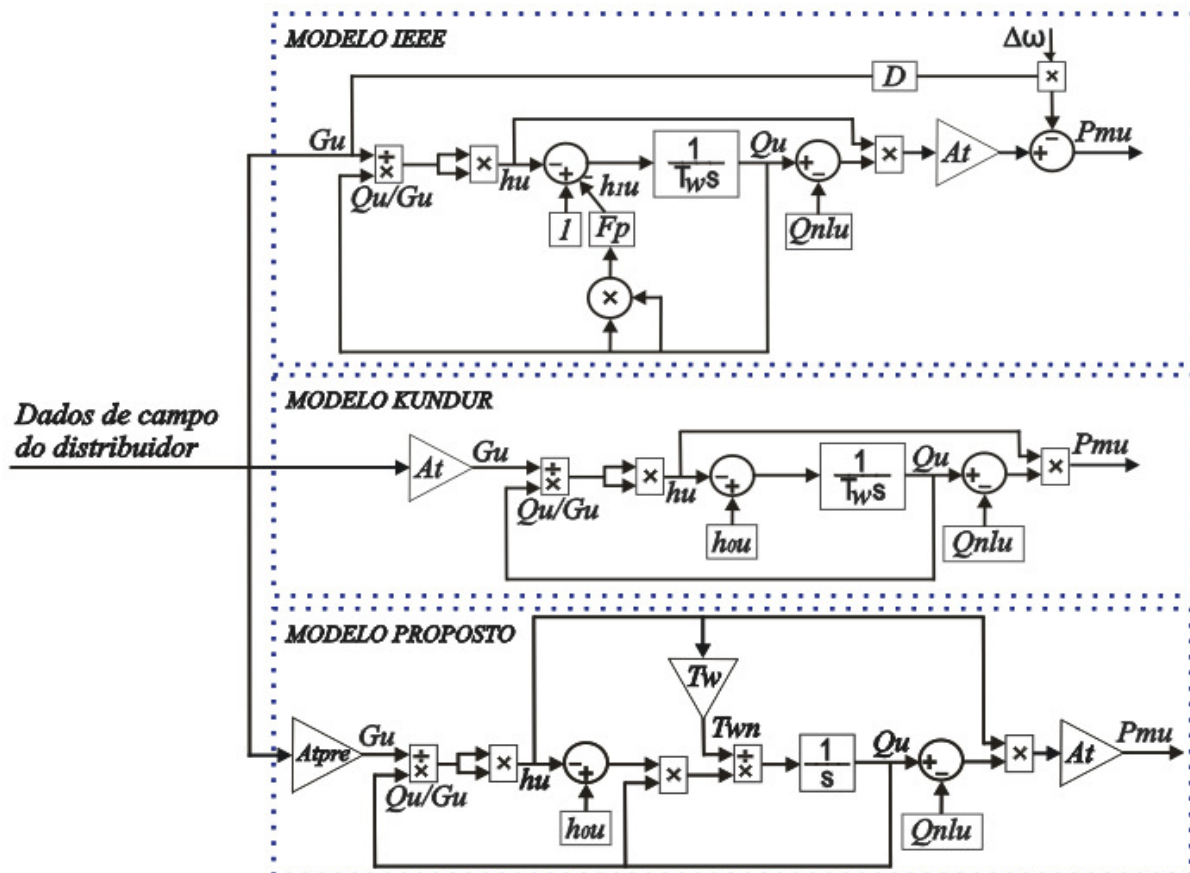 MODELO IEEE
Δω
D
×
Gu
÷
×
Qu/Gu
×
hu
−
+
−
h1u
1
Fp
×
1
Tws
Qu
+
−
Qnlu
×
At
−
+
Pmu
MODELO KUNDUR
Dados de campo
do distribuidor
At
Gu
÷
×
Qu/Gu
×
hu
−
+
h0u
1
Tws
Qu
+
−
Qnlu
×
Pmu
MODELO PROPOSTO
Tw
Twn
Atpre
Gu
÷
×
Qu/Gu
×
hu
−
+
h0u
×
÷
×
1
s
Qu
+
−
Qnlu
×
At
Pmu